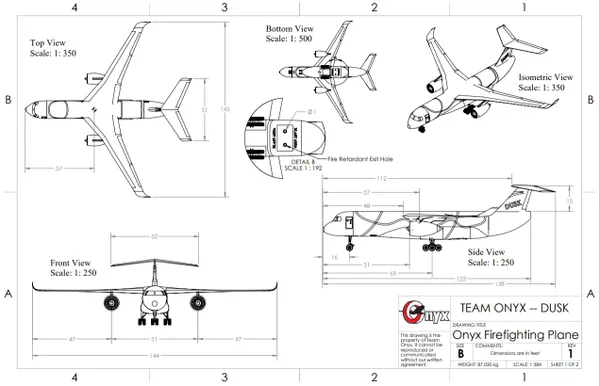 4
3
2
1
Top View
Scale: 1: 350
Bottom View
Scale: 1: 500
Isometric View
Scale: 1: 350
B
B
57
52
145
Ø 1
DETAIL B
SCALE 1 : 192
Fire Retardant Exit Hole
112
57
48
DUSK
15
16
51
65
123
138
Side View
Scale: 1: 250
Front View
Scale: 1: 250
52
A
A
47
51
47
144
Onyx
This drawing is the
property of Team
Onyx. It cannot be
reproduced or
communicated
without our written
agreement.
TEAM ONYX -- DUSK
DRAWING TITLE
Onyx Firefighting Plane
SIZE
B
COMMENTS:
Dimensions are in feet
REV
1
WEIGHT: 87,020 kg
SCALE: 1:384
SHEET 1 OF 2
4
3
2
1